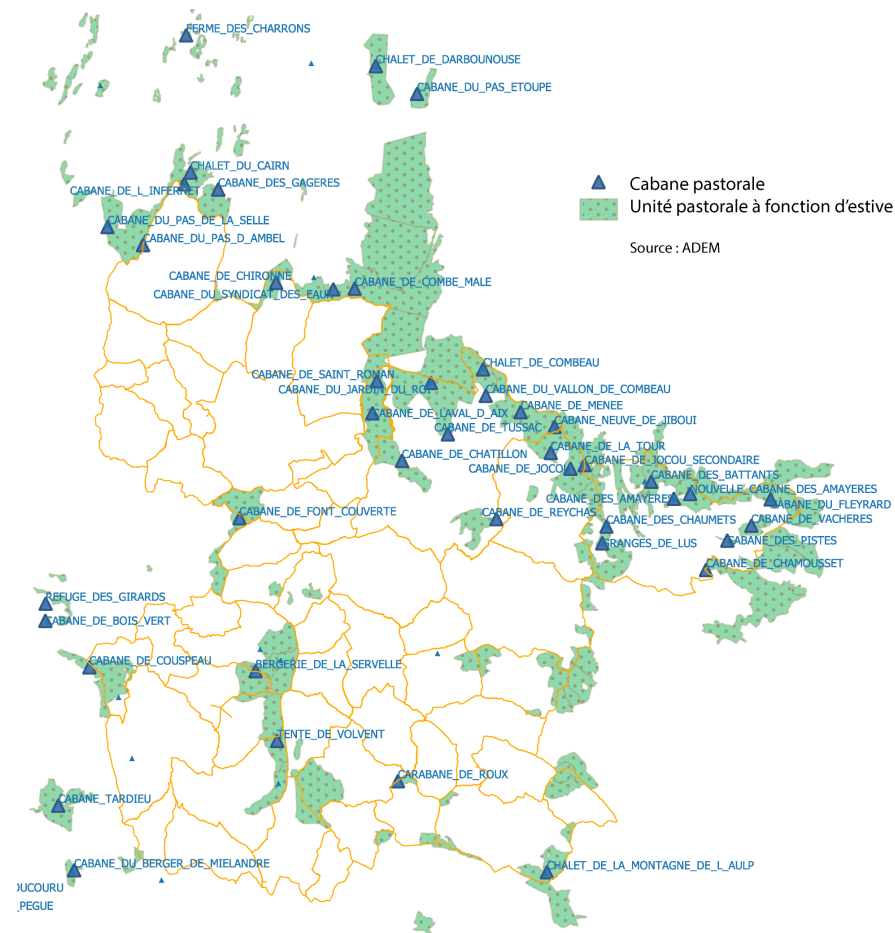 FERME_DES_CHARRONS
CHALET_DE_DARBOUNOUSE
CABANE_DU_PAS_ETOUPE
CHALET_DU_CAIRN
CABANE_DE_L_INFERNET
CABANE_DES_GAGERES
Cabane pastorale
Unité pastorale à fonction d'estive
CABANE_DU_PAS_DE_LA_SELLE
CABANE_DU_PAS_D_AMBEL
Source : ADEM
CABANE_DE_CHIRONNE
CABANE_DU_SYNDICAT_DES_EAUX
CABANE_DE_COMBE_MALE
CHALET_DE_COMBEAU
CABANE_DE_SAINT_ROMAN
CABANE_DU_JARDIN_DU_ROI
CABANE_DU_VALLON_DE_COMBEAU
CABANE_DE_MENEE
CABANE_DE_LAVAL_D_AIX
CABANE_NEUVE_DE_JIBOUI
CABANE_DE_TUSSAC
CABANE_DE_LA_TOUR
CABANE_DE_CHATILLON
CABANE_DE_JOCOU_SECONDAIRE
CABANE_DE_JOCOU
CABANE_DES_BATTANTS
NOUVELLE_CABANE_DES_AMAYERES
CABANE_DES_AMAYERES
CABANE_DU_FLEYRARD
CABANE_DE_FONT_COUVERTE
CABANE_DE_REYCHAS
CABANE_DES_CHAUMETS
CABANE_DE_VACHERES
GRANGES_DE_LUS
CABANE_DES_PISTES
CABANE_DE_CHAMOUSSET
REFUGE_DES_GIRARDS
CABANE_DE_BOIS_VERT
CABANE_DE_COUSPEAU
BERGERIE_DE_LA_SERVELLE
TENTE_DE_VOLVENT
CARABANE_DE_ROUX
CABANE_TARDIEU
CABANE_DU_BERGER_DE_MIELANDRE
CHALET_DE_LA_MONTAGNE_DE_L_AULP
UCOURU
_PEGUE